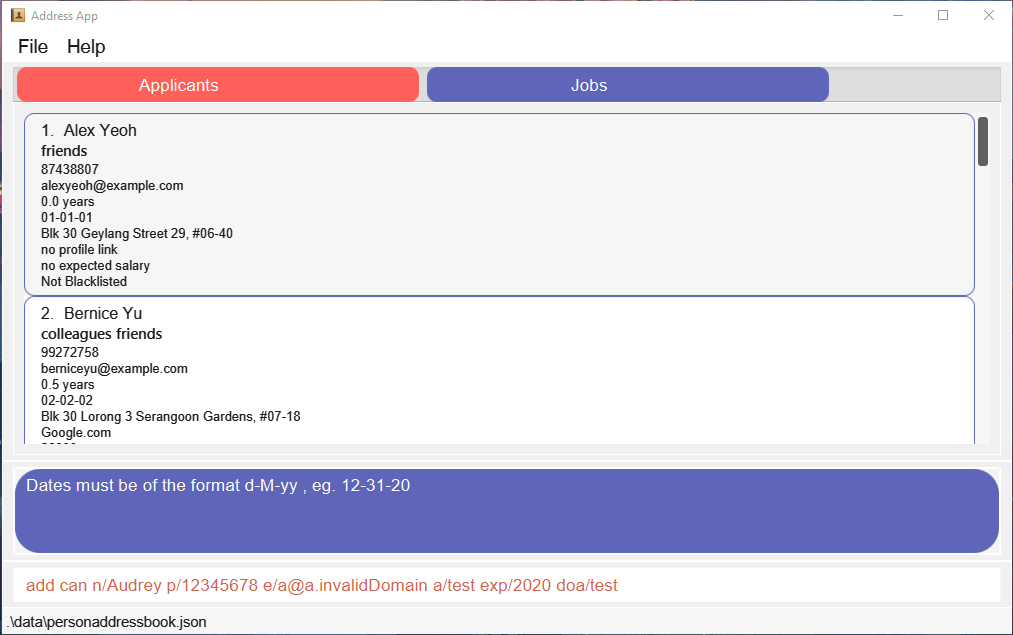 Address App
File Help
Applicants Jobs
1. Alex Yeoh
friends
87438807
alexyeoh@example.com
0.0 years
01-01-01
Blk 30 Geylang Street 29, #06-40
no profile link
no expected salary
Not Blacklisted
2. Bernice Yu
colleagues friends
99272758
berniceyu@example.com
0.5 years
02-02-02
Blk 30 Lorong 3 Serangoon Gardens, #07-18
Google.com
Dates must be of the format d-M-yy , eg. 12-31-20
add can n/Audrey p/12345678 e/a@a.invalidDomain a/test exp/2020 doa/test
.\data\personaddressbook.json